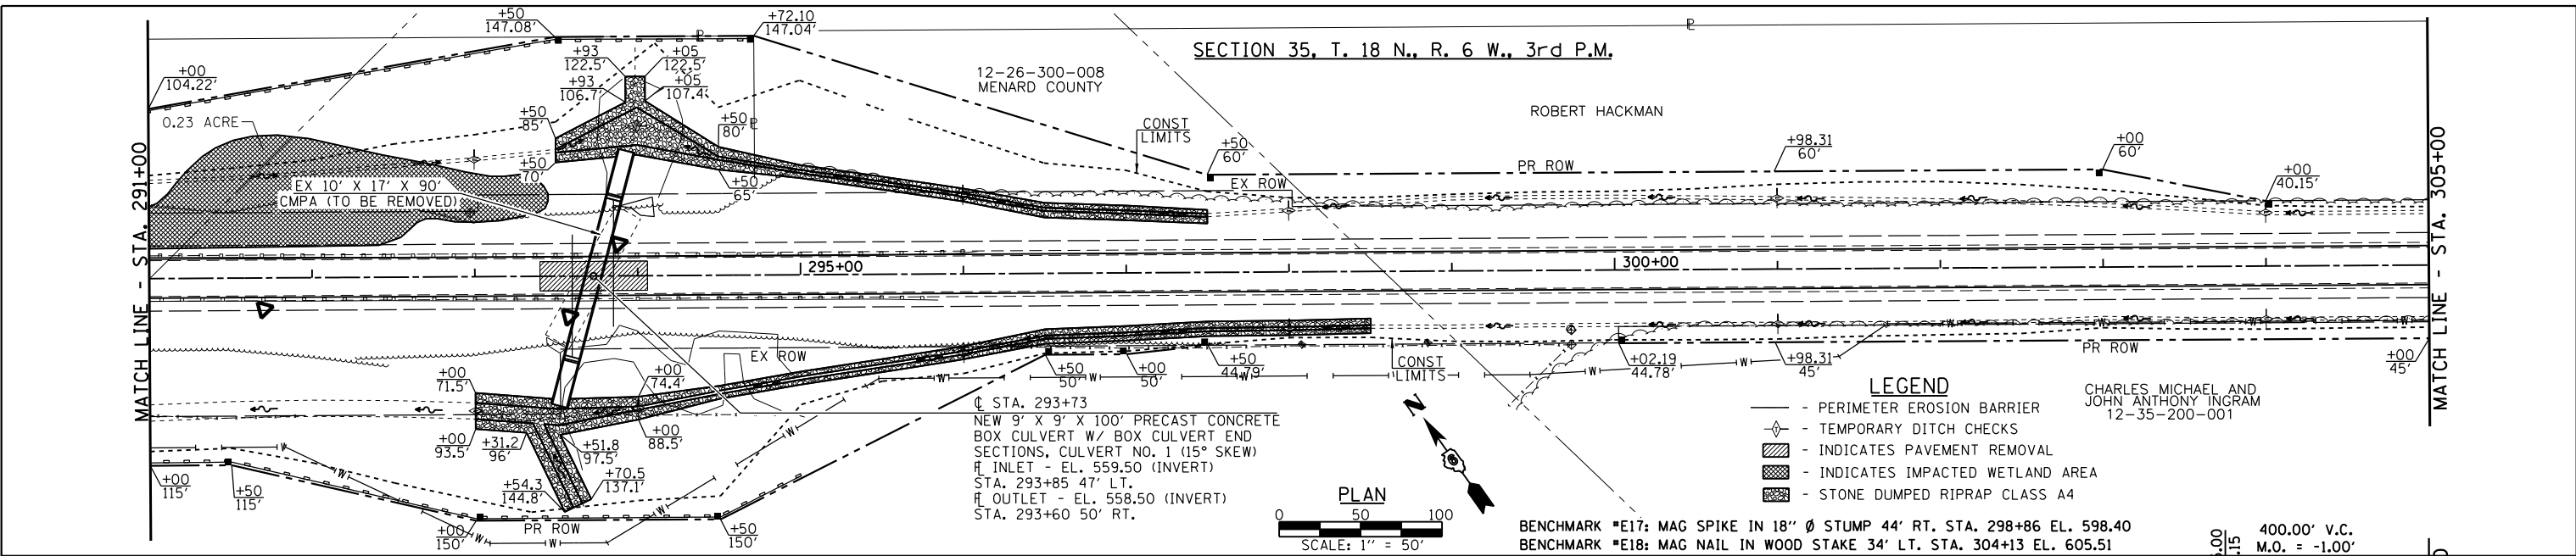 +50
147.08'
+72.10
147.04'
℄
℄
SECTION 35, T. 18 N., R. 6 W., 3rd P.M.
+93
122.5'
+05
122.5'
+00
104.22'
12-26-300-008
MENARD COUNTY
+93
106.7'
+05
107.4'
ROBERT HACKMAN
0.23 ACRE
+50
85'
+50
80'
CONST
LIMITS
+50
60'
+98.31
60'
+00
60'
PR ROW
+50
70'
+50
65'
EX ROW
+00
40.15'
EX 10' X 17' X 90'
CMPA (TO BE REMOVED)
MATCH LINE - STA. 291+00
MATCH LINE - STA. 305+00
295+00
300+00
EX ROW
+00
71.5'
+00
74.4'
+50
50'
+00
50'
+50
44.79'
CONST
LIMITS
+02.19
44.78'
+98.31
45'
PR ROW
+00
45'
W W W W W W W W W W W W
+00
93.5'
+31.2
96'
+51.8
97.5'
+00
88.5'
+54.3
144.8'
+70.5
137.1'
+00
115'
+50
115'
+00
150'
PR ROW
+50
150'
℄ STA. 293+73
NEW 9' X 9' X 100' PRECAST CONCRETE
BOX CULVERT W/ BOX CULVERT END
SECTIONS, CULVERT NO. 1 (15° SKEW)
FL INLET - EL. 559.50 (INVERT)
STA. 293+85 47' LT.
FL OUTLET - EL. 558.50 (INVERT)
STA. 293+60 50' RT.
N
PLAN
0 50 100
SCALE: 1'' = 50'
LEGEND
- PERIMETER EROSION BARRIER
- TEMPORARY DITCH CHECKS
- INDICATES PAVEMENT REMOVAL
- INDICATES IMPACTED WETLAND AREA
- STONE DUMPED RIPRAP CLASS A4
CHARLES MICHAEL AND
JOHN ANTHONY INGRAM
12-35-200-001
BENCHMARK #E17: MAG SPIKE IN 18'' Ø STUMP 44' RT. STA. 298+86 EL. 598.40
BENCHMARK #E18: MAG NAIL IN WOOD STAKE 34' LT. STA. 304+13 EL. 605.51
400.00' V.C.
M.O. = -1.00'